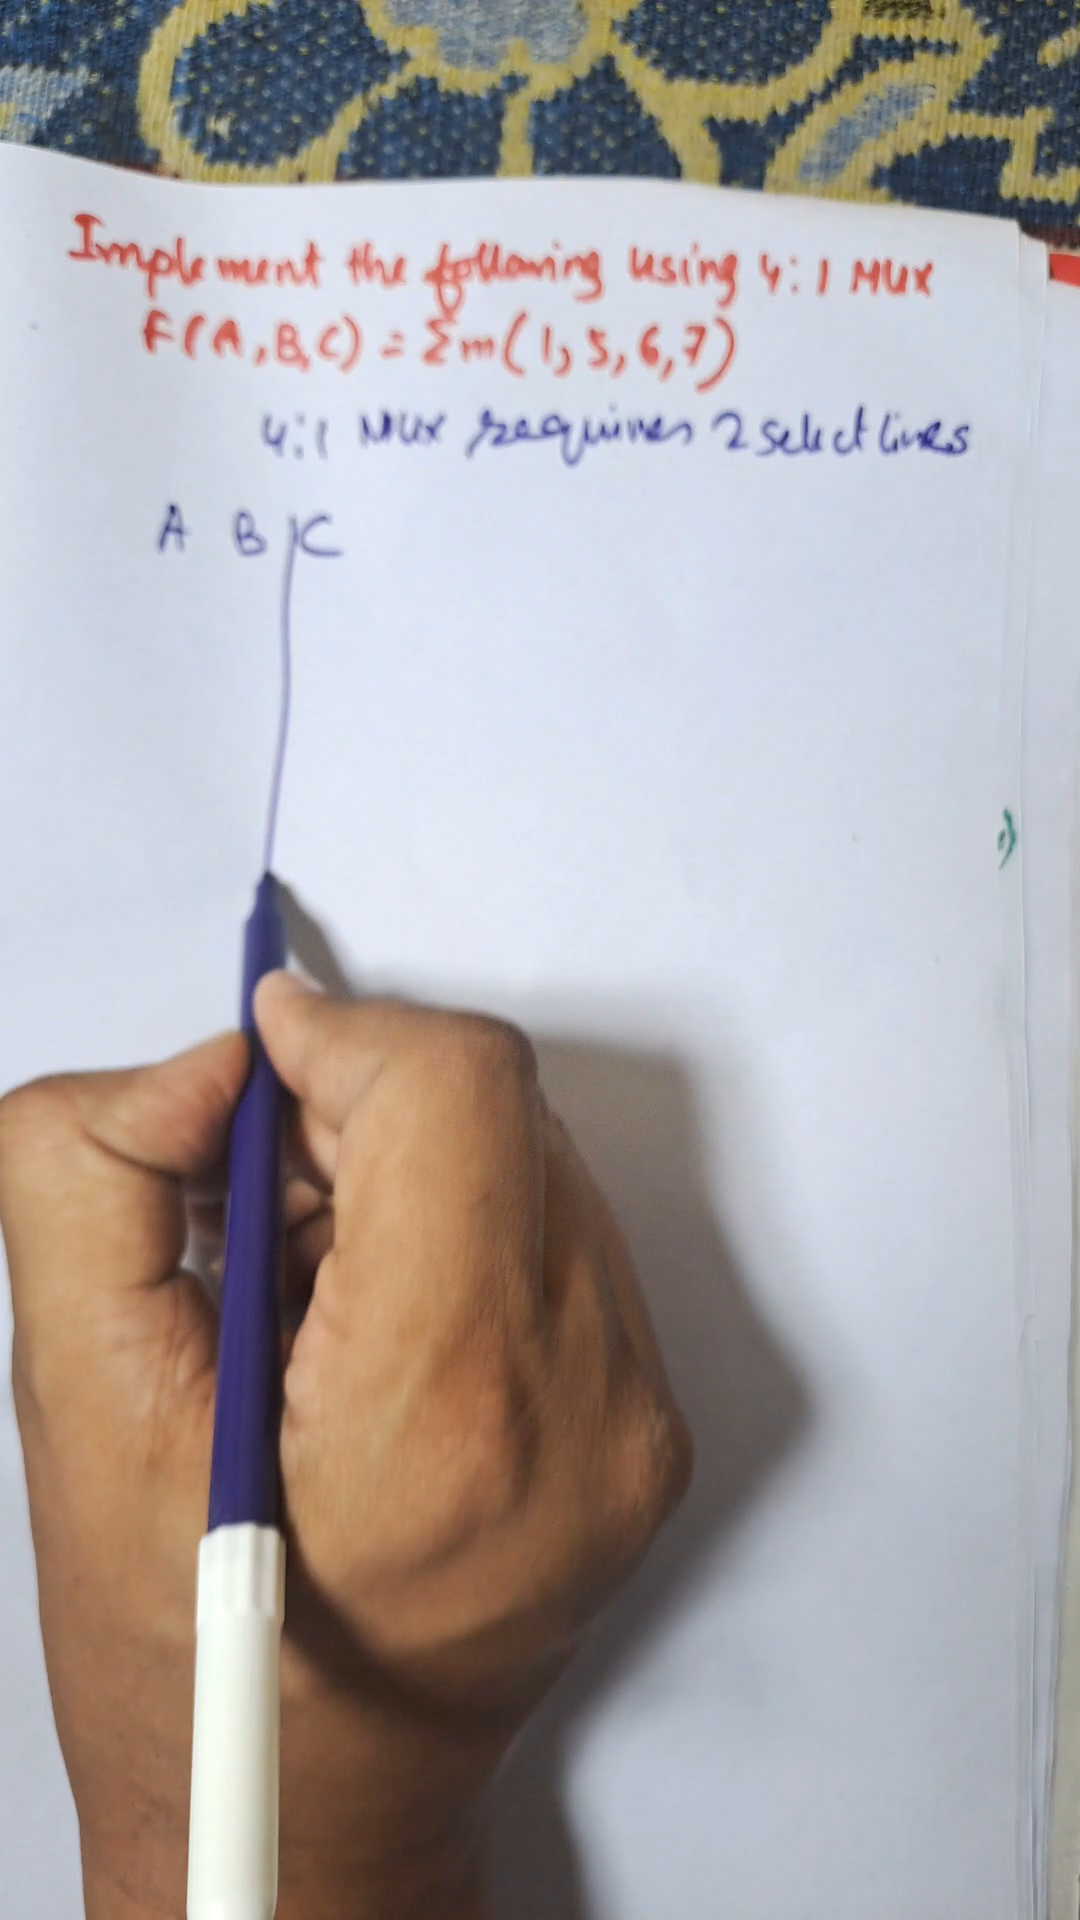 Implement the following using 4:1 MUX
F(A,B,C) = Σm(1,5,6,7)
4:1 MUX requires 2 select lines
A B C